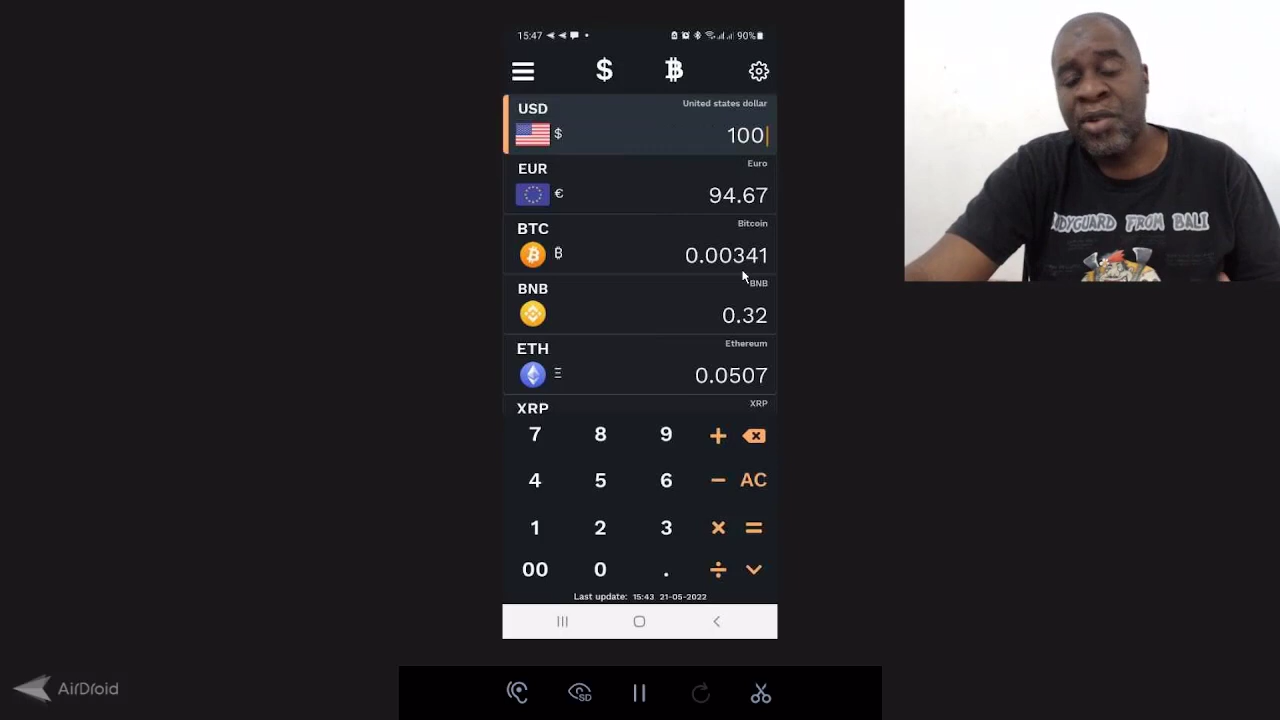 15:47
90%
$
USD
United states dollar
$
100
EUR
Euro
€
94.67
BTC
Bitcoin
₿
0.00341
BNB
BNB
0.32
ETH
Ethereum
Ξ
0.0507
XRP
XRP
7 8 9 +
4 5 6 − AC
1 2 3 × =
00 0 . ÷
Last update: 15:43 21-05-2022
BODYGUARD FROM BALI
SD
AirDroid